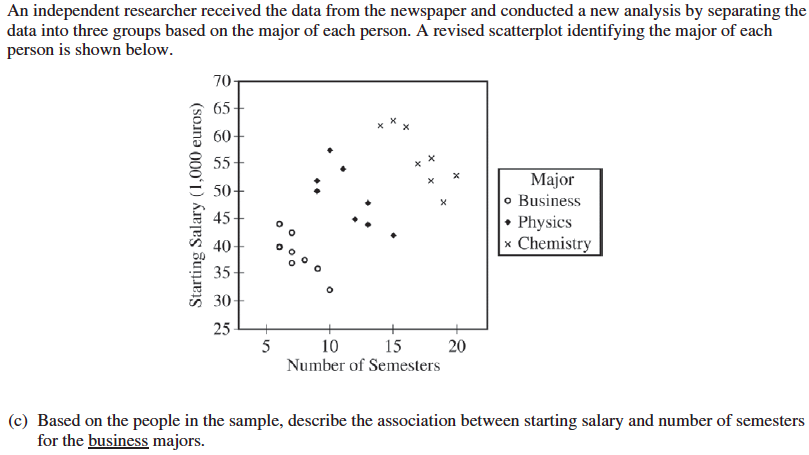 An independent researcher received the data from the newspaper and conducted a new analysis by separating the
data into three groups based on the major of each person. A revised scatterplot identifying the major of each
person is shown below.
70
65
60
55
50
45
40
35
30
25
Starting Salary (1,000 euros)
5 10 15 20
Number of Semesters
Major
Business
Physics
Chemistry
(c) Based on the people in the sample, describe the association between starting salary and number of semesters
for the business majors.